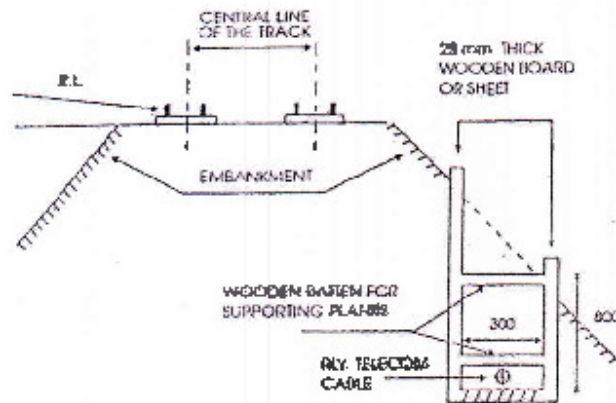 CENTRAL LINE
OF THE TRACK
R.L.
28 mm THICK
WOODEN BOARD
OR SHEET
EMBANKMENT
WOODEN BATTEN FOR
SUPPORTING PLANKS
300
RLY. TELECOM
CABLE